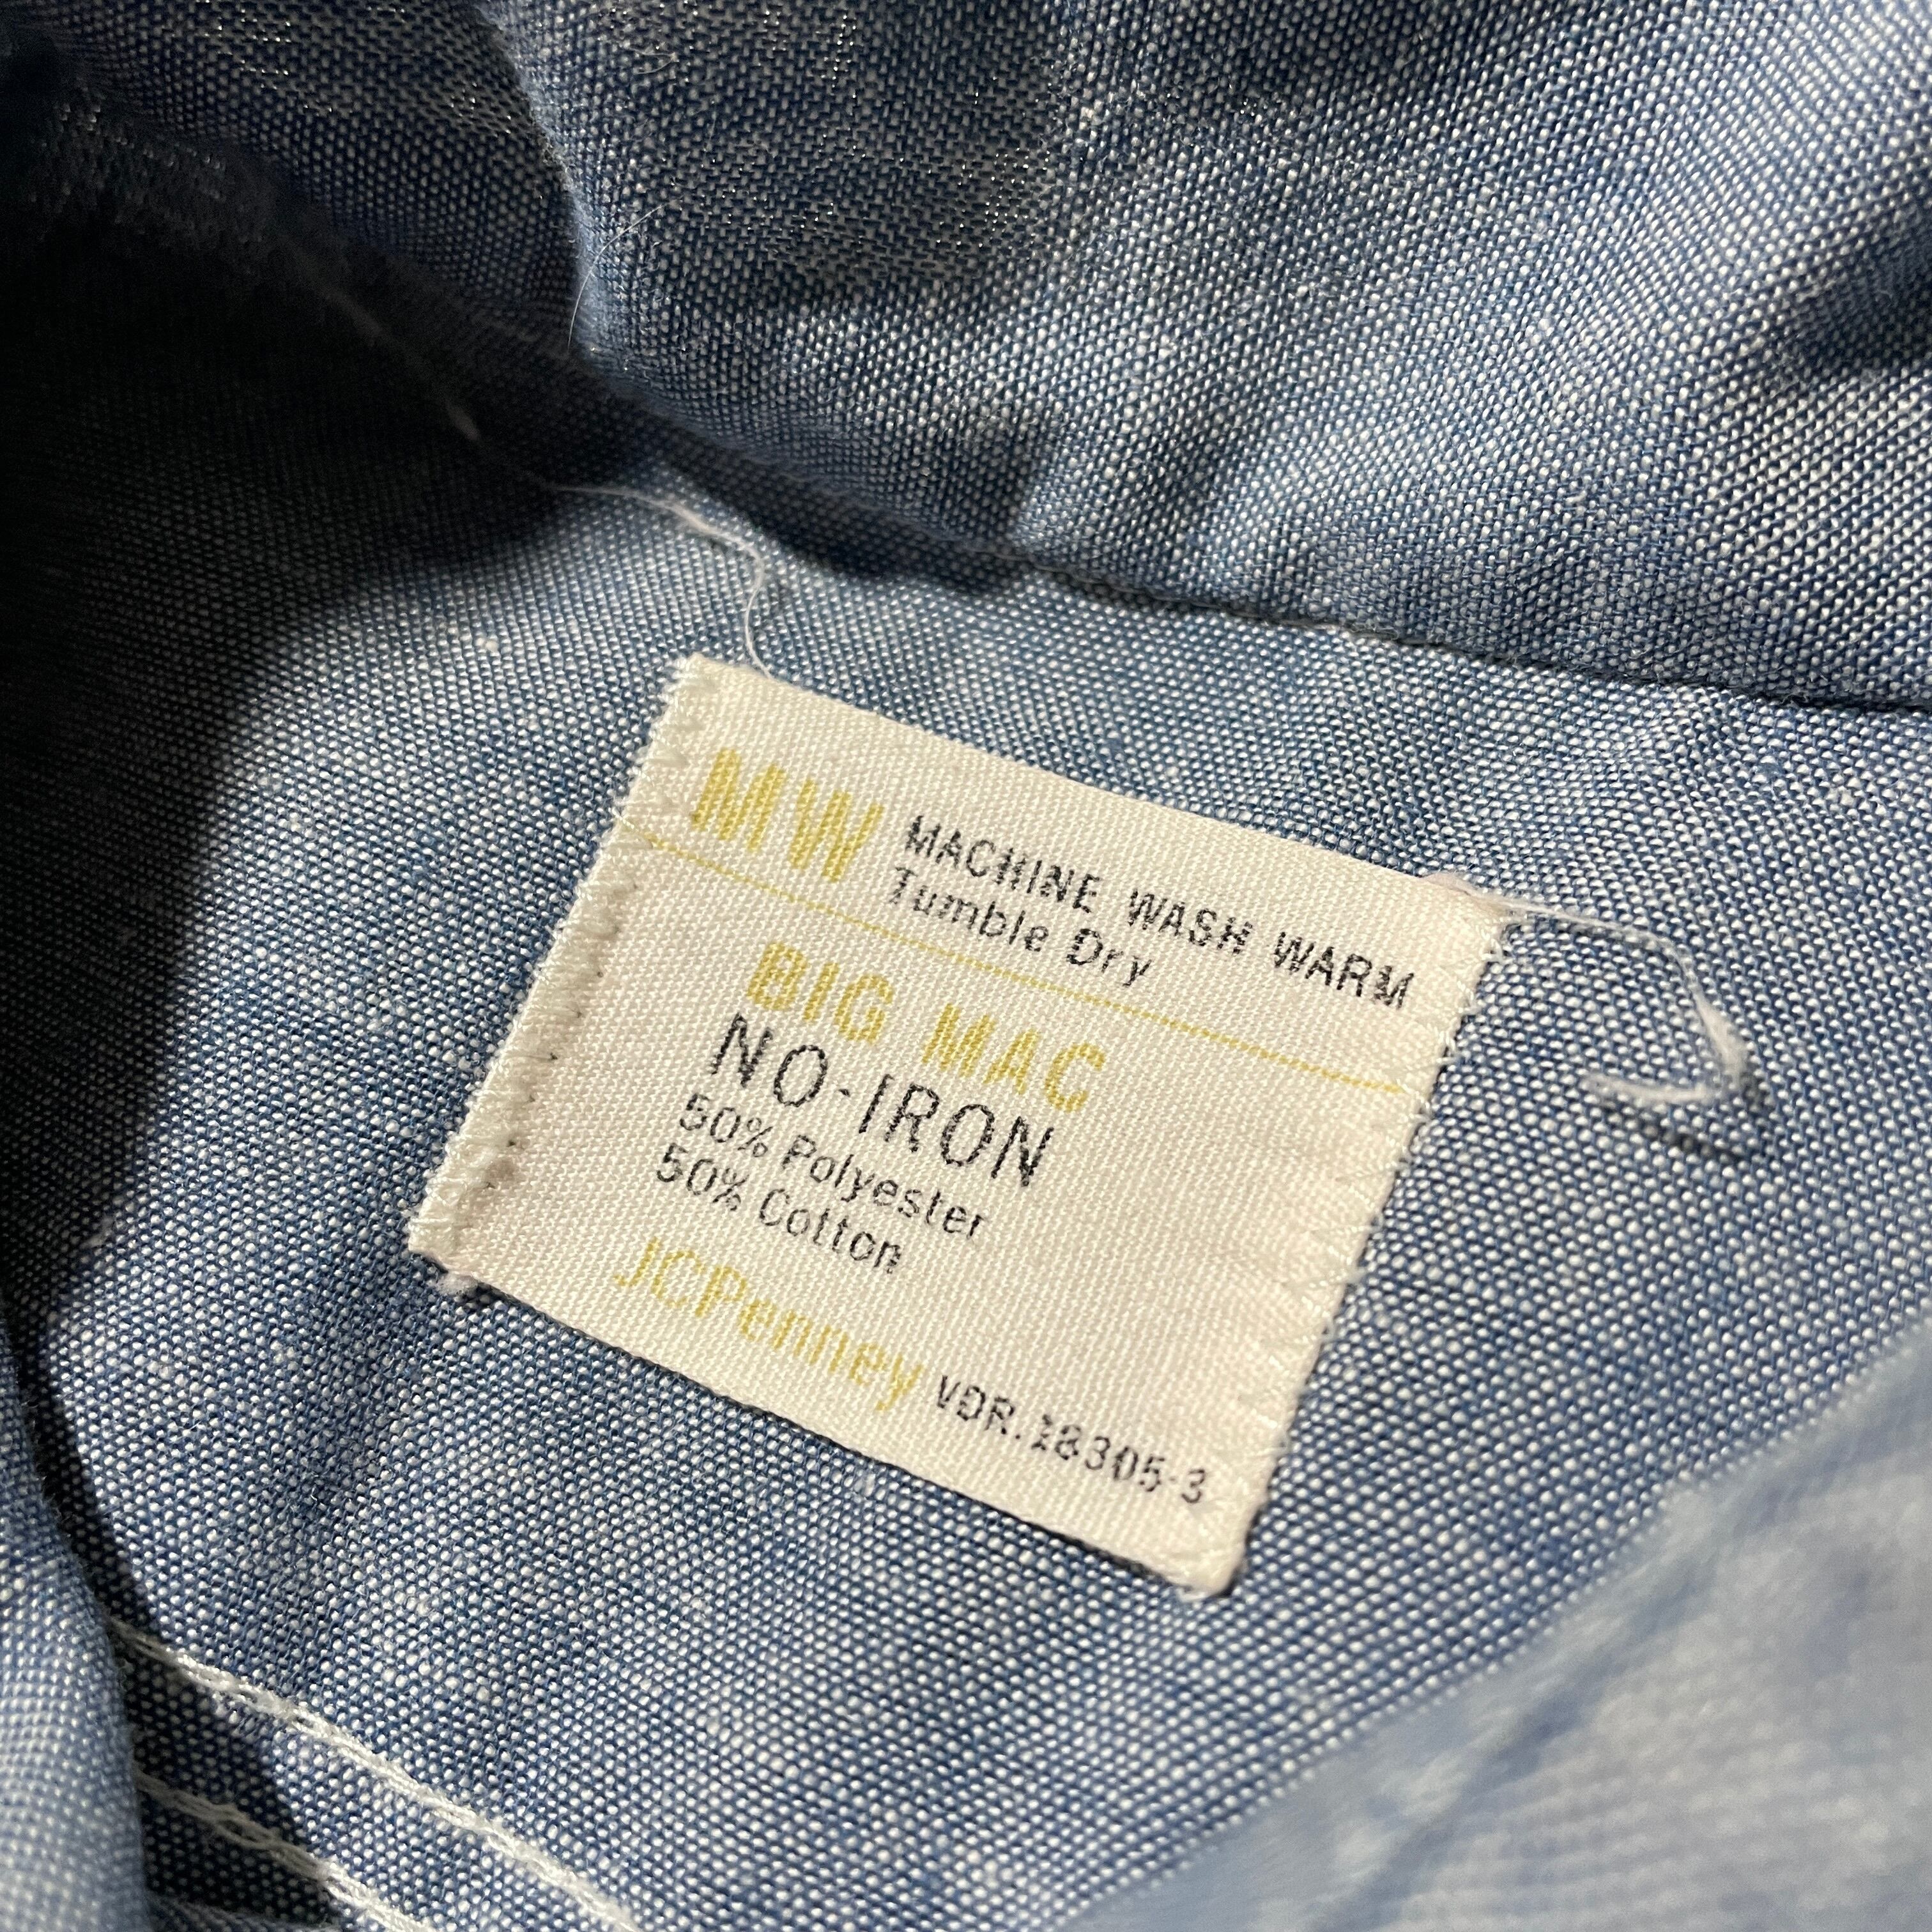 MW MACHINE WASH WARM
Tumble Dry
BIG MAC
NO-IRON
50% Polyester
50% Cotton
JCPenney VDR.18305-3